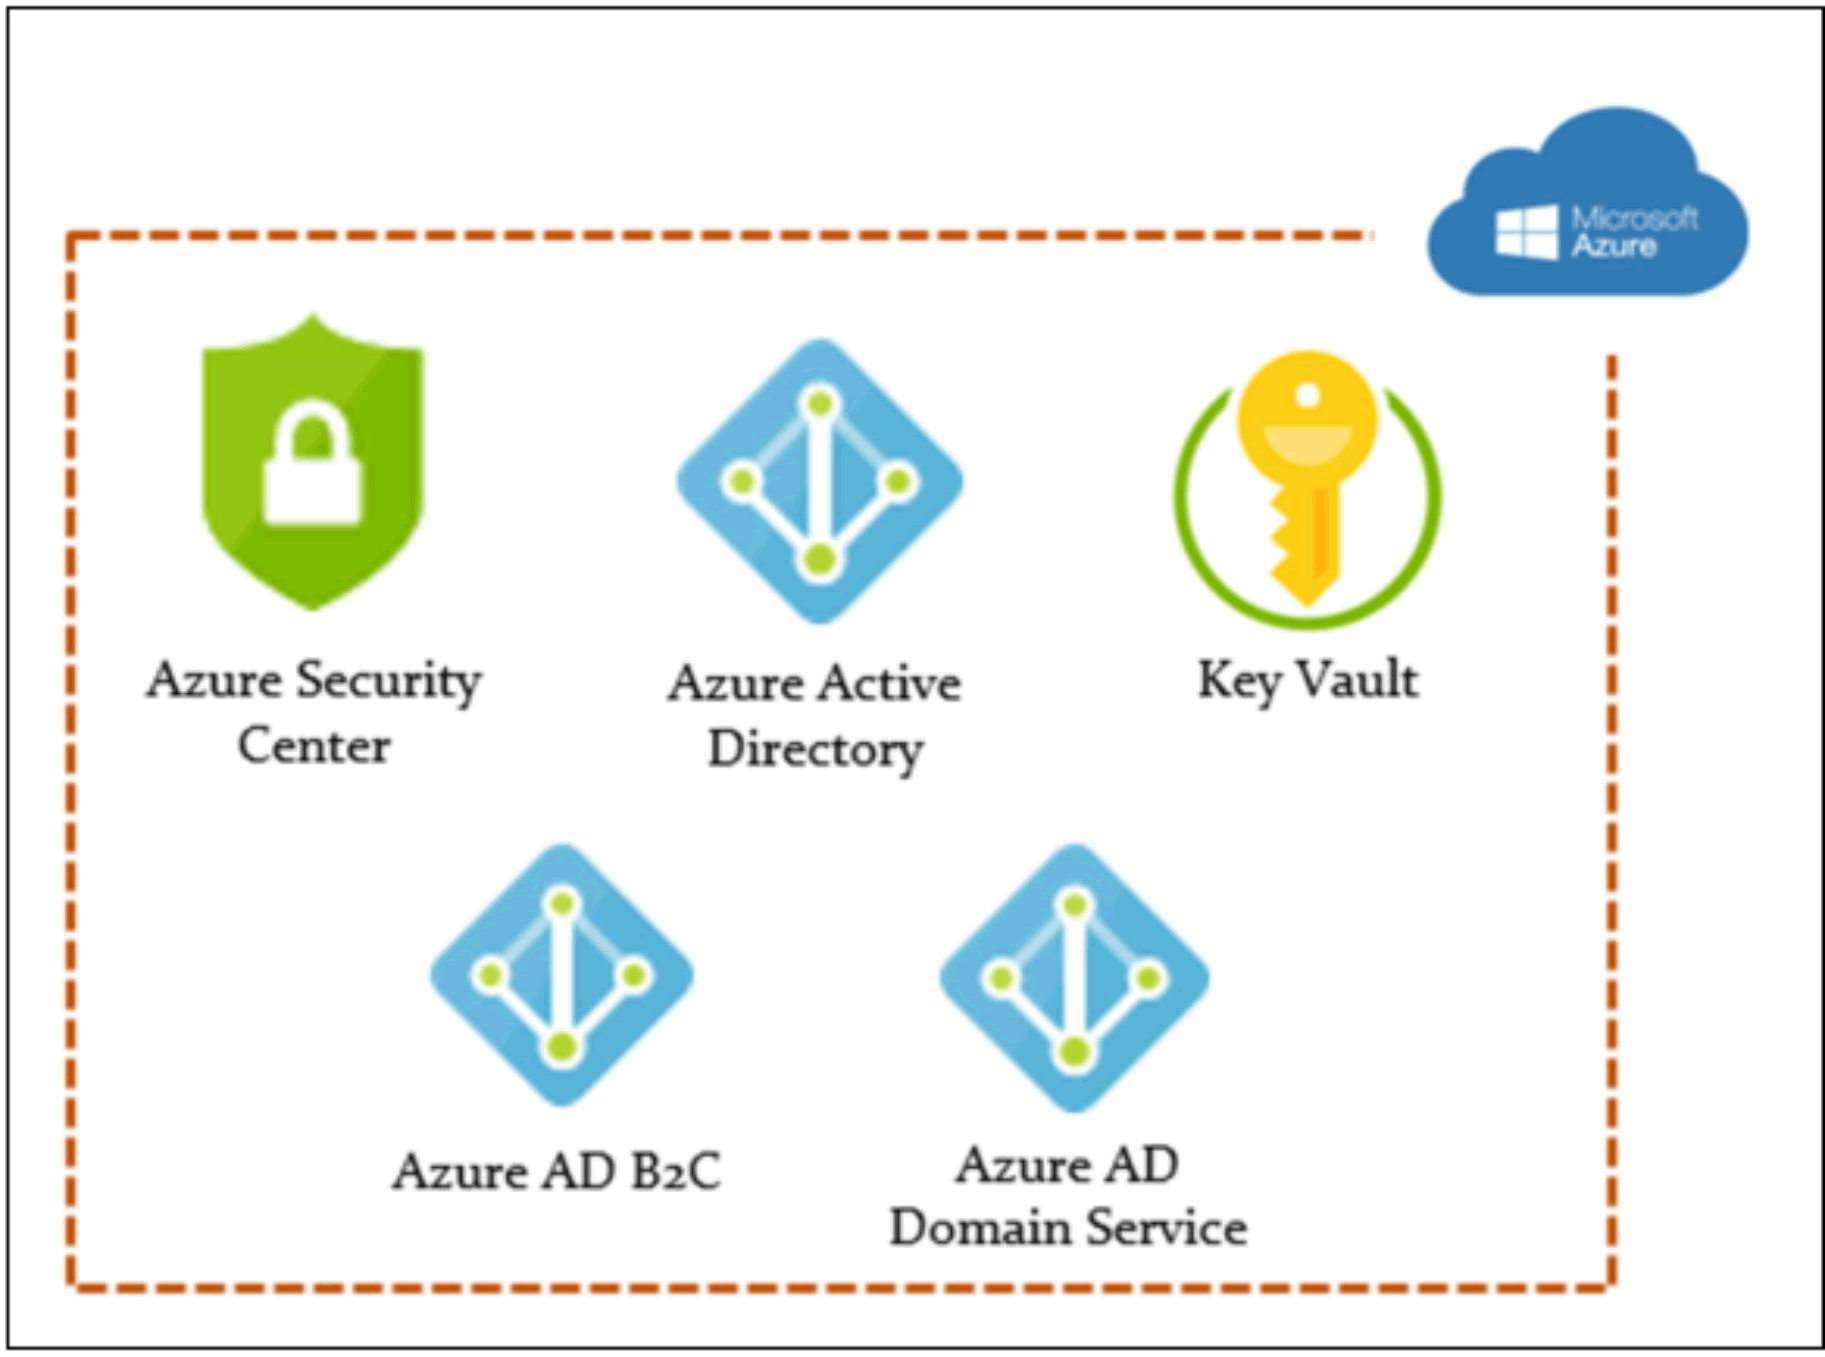 Microsoft
Azure
Azure Security
Center
Azure Active
Directory
Key Vault
Azure AD B2C
Azure AD
Domain Service